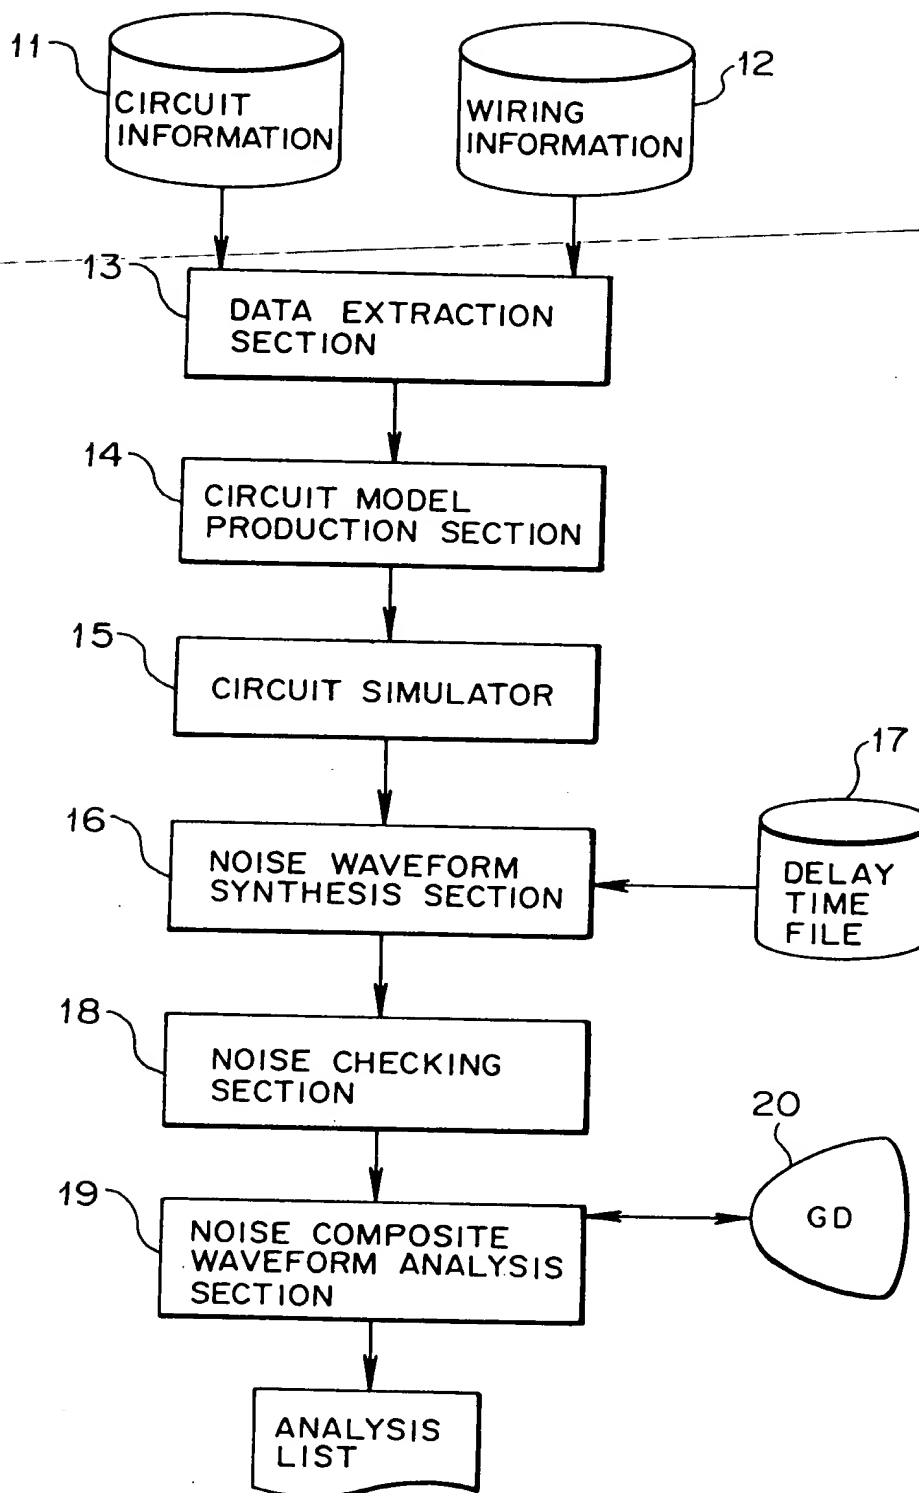 11
CIRCUIT
INFORMATION
WIRING
INFORMATION
12
13
DATA EXTRACTION
SECTION
14
CIRCUIT MODEL
PRODUCTION SECTION
15
CIRCUIT SIMULATOR
16
NOISE WAVEFORM
SYNTHESIS SECTION
17
DELAY
TIME
FILE
18
NOISE CHECKING
SECTION
19
NOISE COMPOSITE
WAVEFORM ANALYSIS
SECTION
20
GD
ANALYSIS
LIST